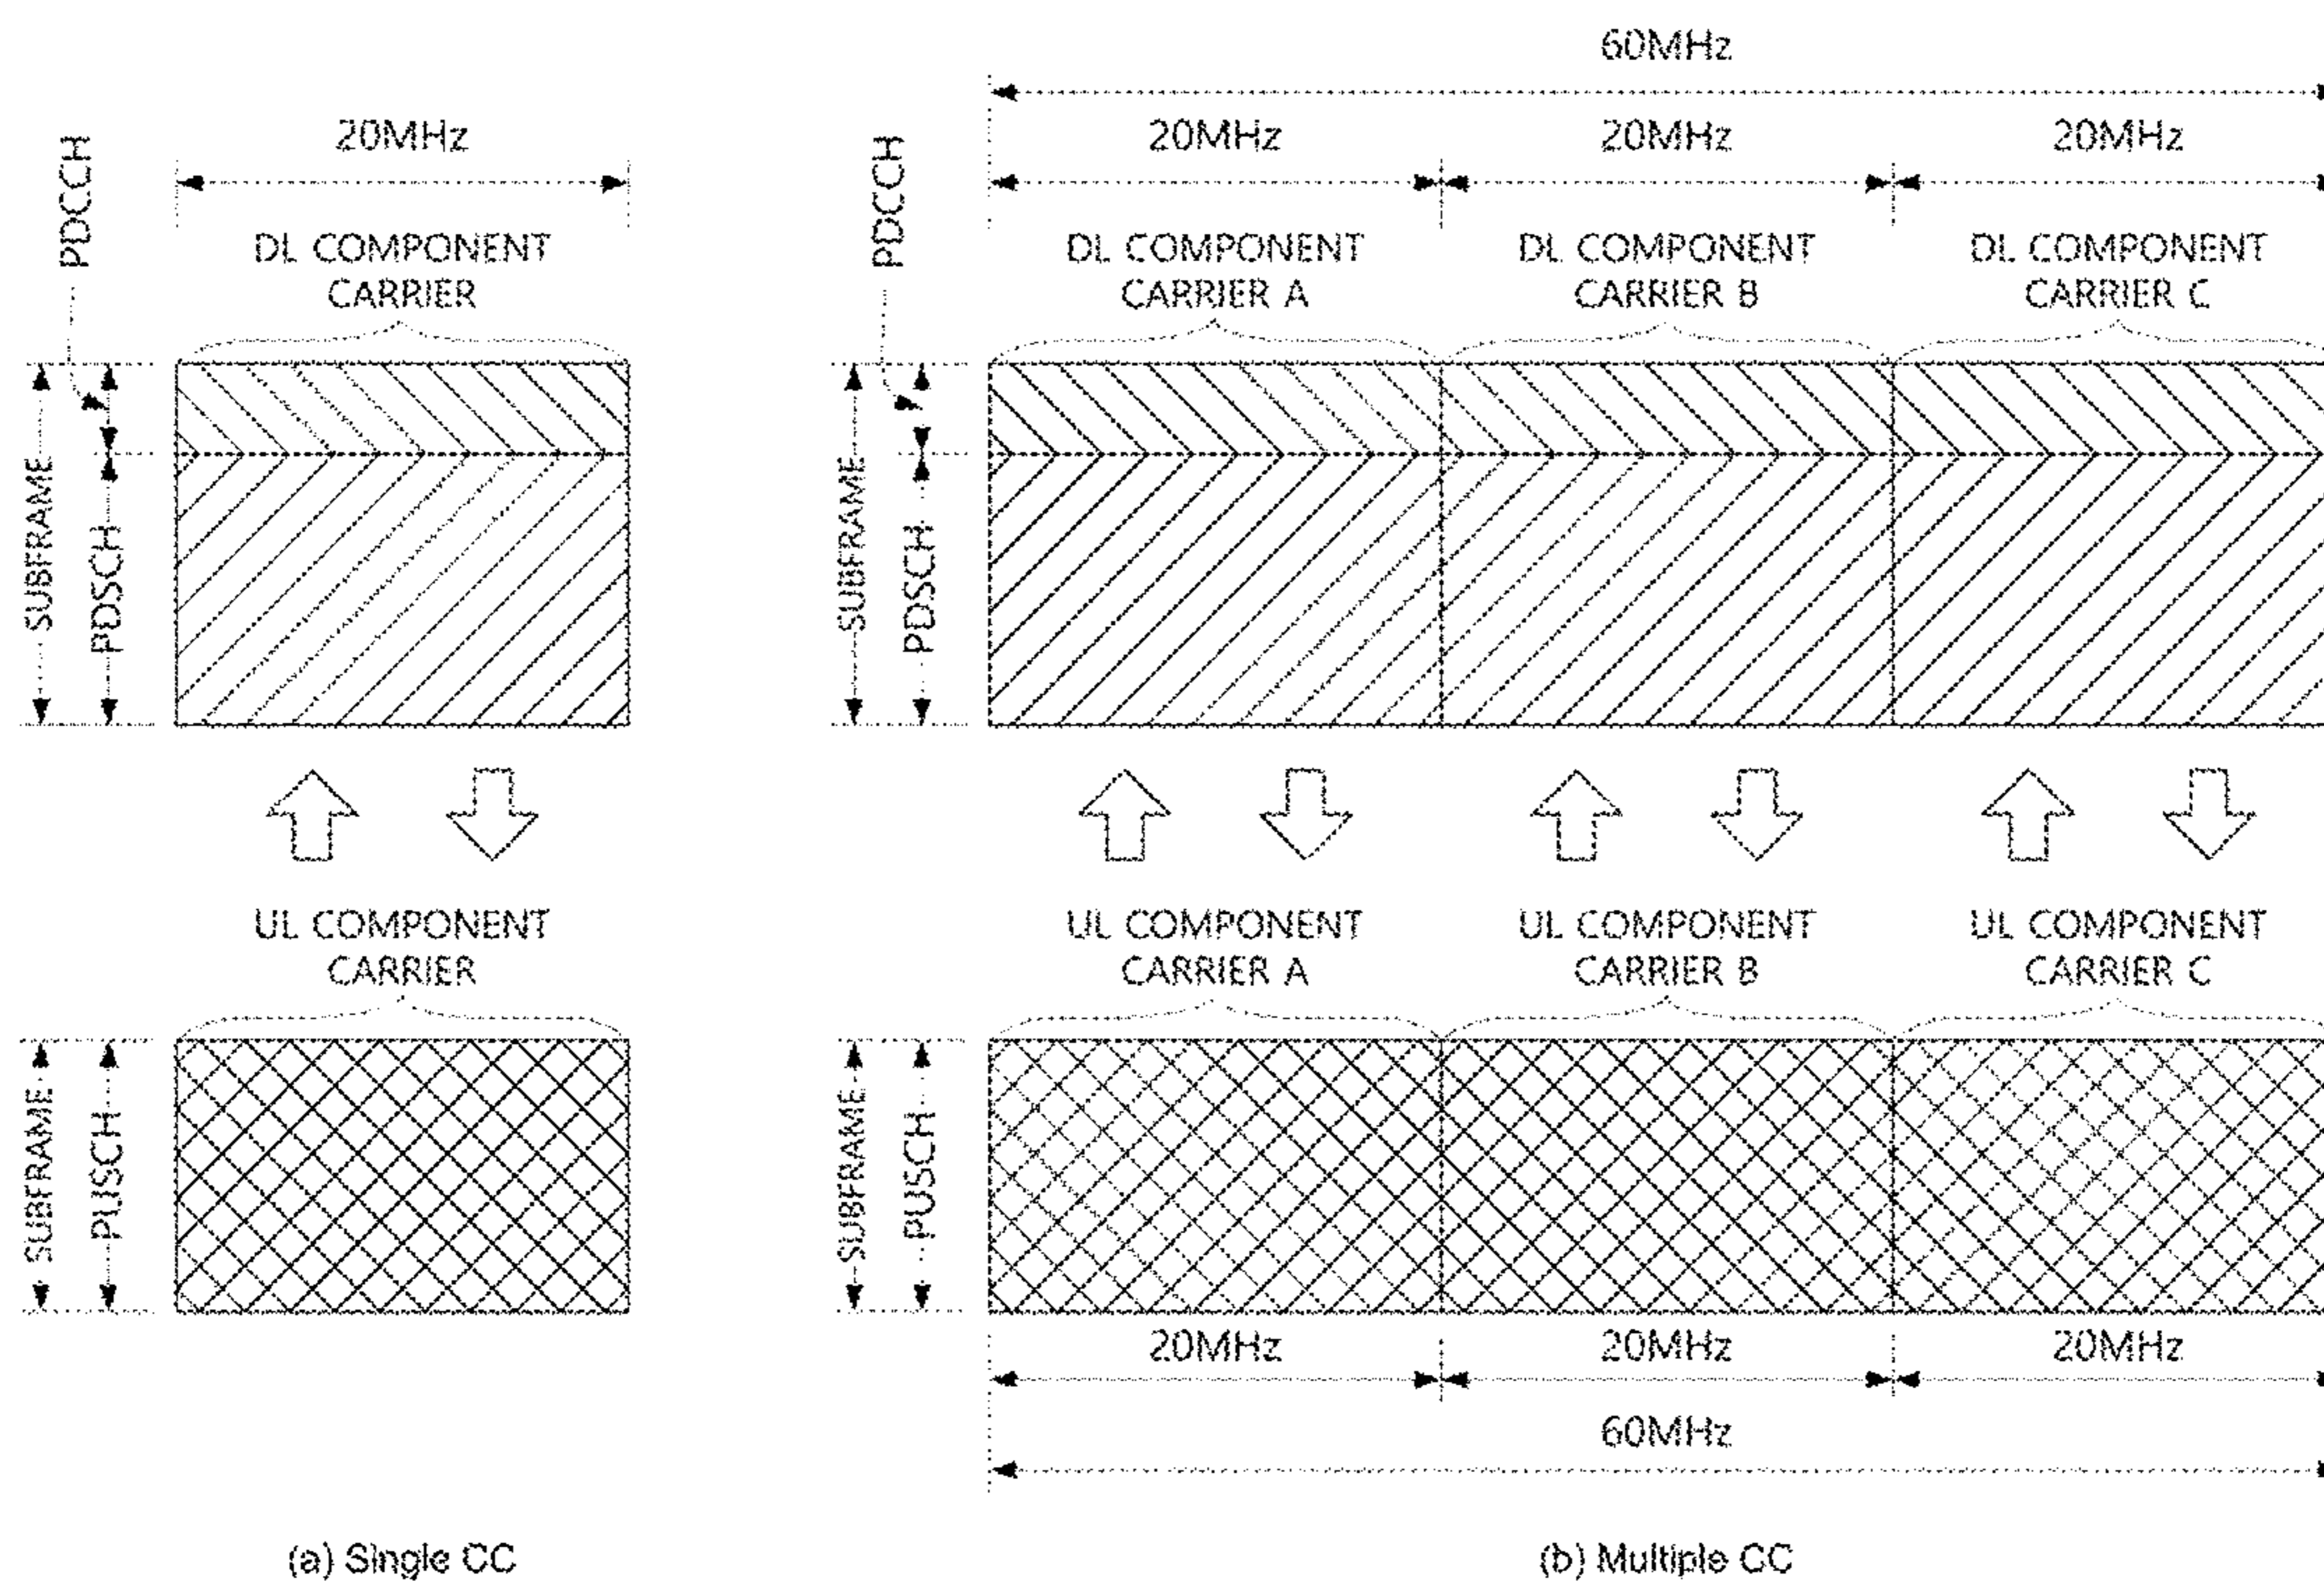 60MHz
20MHz
20MHz
20MHz
20MHz
PDCCH
PDCCH
DL COMPONENT
CARRIER
DL COMPONENT
CARRIER A
DL COMPONENT
CARRIER B
DL COMPONENT
CARRIER C
SUBFRAME
PDSCH
SUBFRAME
PDSCH
UL COMPONENT
CARRIER
UL COMPONENT
CARRIER A
UL COMPONENT
CARRIER B
UL COMPONENT
CARRIER C
SUBFRAME
PUSCH
SUBFRAME
PUSCH
20MHz
20MHz
20MHz
60MHz
(a) Single CC
(b) Multiple CC